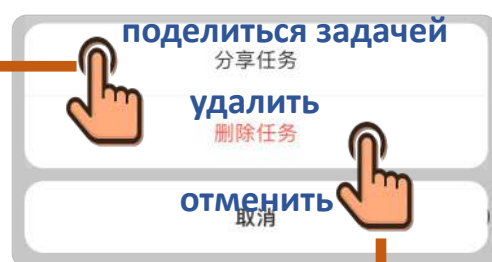 поделиться задачей
分享任务
удалить
删除任务
отменить
取消